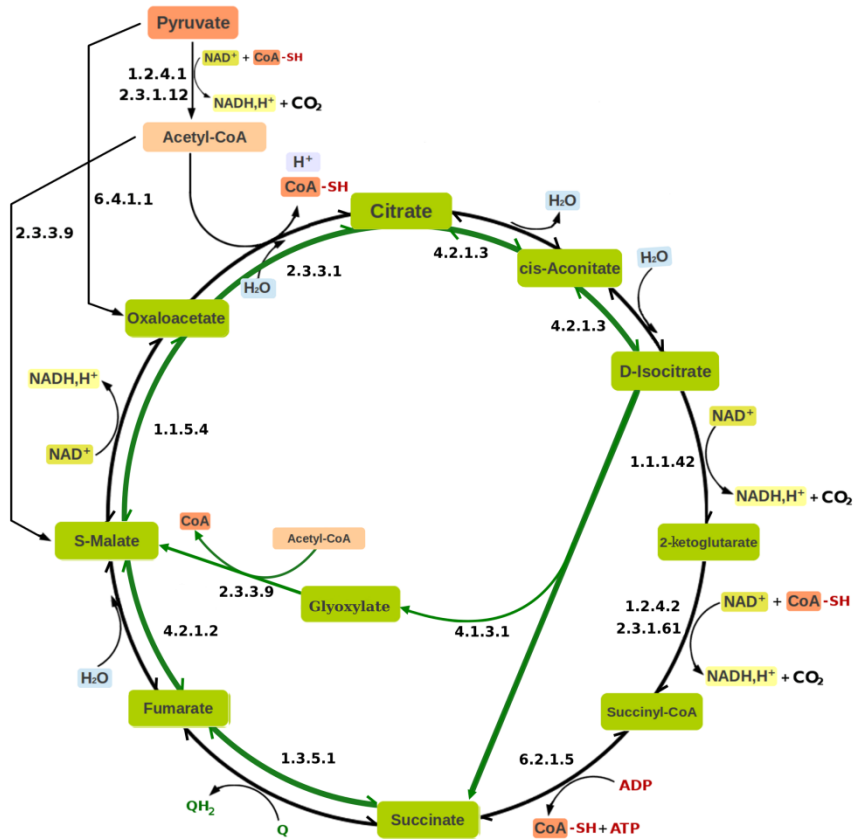 Pyruvate
NAD⁺ + CoA-SH
1.2.4.1
2.3.1.12
NADH,H⁺ + CO₂
Acetyl-CoA
H⁺
CoA-SH
6.4.1.1
2.3.3.9
Citrate
H₂O
4.2.1.3
cis-Aconitate
H₂O
H₂O
2.3.3.1
Oxaloacetate
4.2.1.3
D-Isocitrate
NADH,H⁺
NAD⁺
1.1.5.4
NAD⁺
1.1.1.42
NADH,H⁺ + CO₂
CoA
Acetyl-CoA
S-Malate
2-ketoglutarate
2.3.3.9
Glyoxylate
4.1.3.1
1.2.4.2
2.3.1.61
NAD⁺ + CoA-SH
NADH,H⁺ + CO₂
4.2.1.2
H₂O
Fumarate
Succinyl-CoA
1.3.5.1
6.2.1.5
ADP
QH₂
Q
Succinate
CoA-SH+ATP